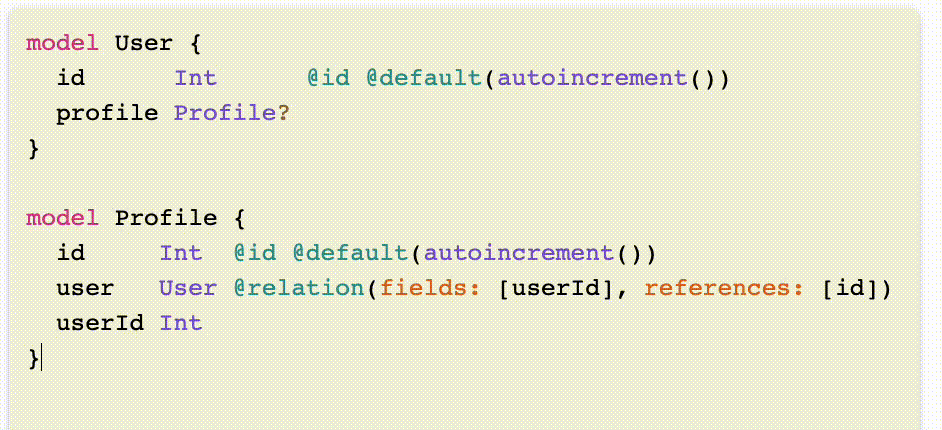 model User {
  id      Int      @id @default(autoincrement())
  profile Profile?
}

model Profile {
  id     Int  @id @default(autoincrement())
  user   User @relation(fields: [userId], references: [id])
  userId Int
}